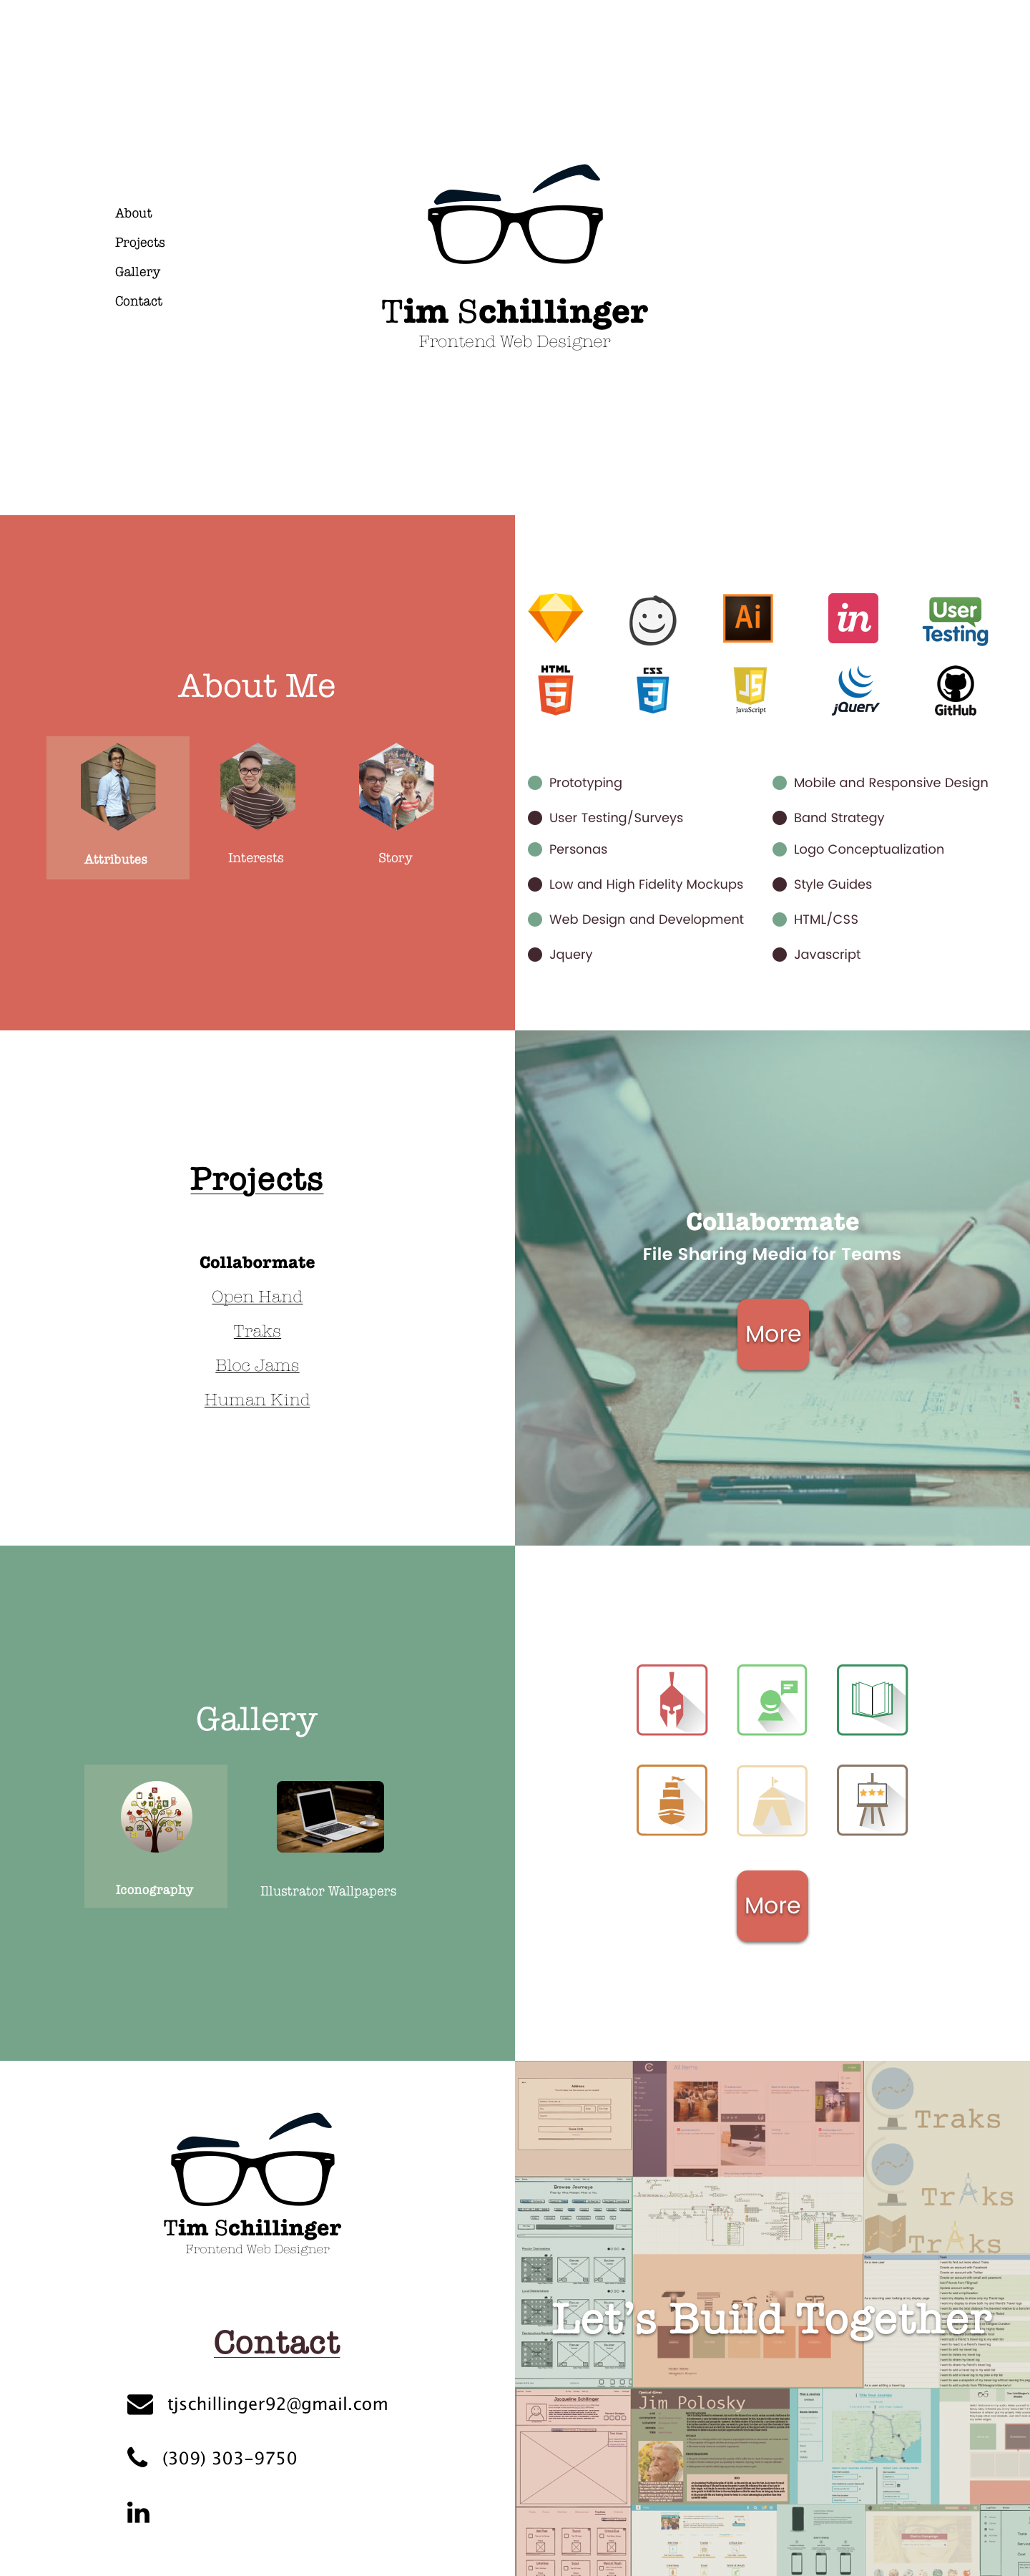 About
Projects
Gallery
Contact
Tim Schillinger
Frontend Web Designer
About Me
Attributes
Interests
Story
Ai
in
User
Testing
HTML
5
CSS
3
JS
JavaScript
jQuery
GitHub
Prototyping
User Testing/Surveys
Personas
Low and High Fidelity Mockups
Web Design and Development
Jquery
Mobile and Responsive Design
Band Strategy
Logo Conceptualization
Style Guides
HTML/CSS
Javascript
Projects
Collabormate
Open Hand
Traks
Bloc Jams
Human Kind
Collabormate
File Sharing Media for Teams
More
Gallery
Iconography
Illustrator Wallpapers
More
Tim Schillinger
Frontend Web Designer
Contact
tjschillinger92@gmail.com
(309) 303-9750
in
Traks
TrAks
TrAks
Browse Journeys
Let's Build Together
Jacqueline Schillinger
Jim Polosky